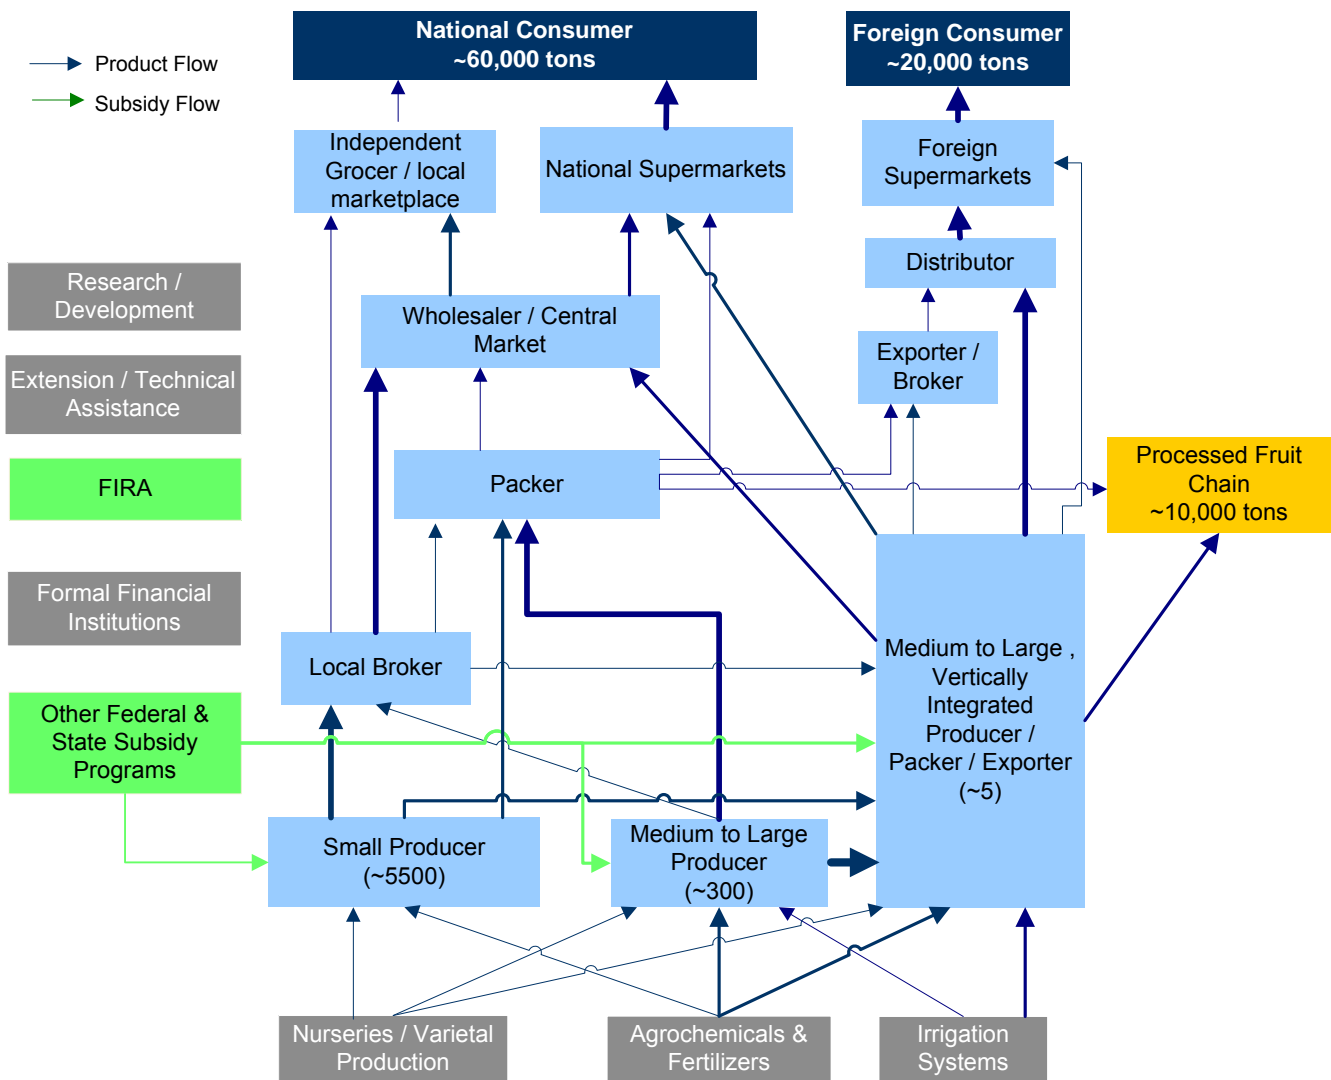 National Consumer
~60,000 tons
Foreign Consumer
~20,000 tons
Product Flow
Subsidy Flow
Independent
Grocer / local
marketplace
National Supermarkets
Foreign
Supermarkets
Distributor
Research /
Development
Wholesaler / Central
Market
Exporter /
Broker
Extension / Technical
Assistance
FIRA
Packer
Processed Fruit
Chain
~10,000 tons
Formal Financial
Institutions
Local Broker
Medium to Large ,
Vertically
Integrated
Producer /
Packer / Exporter
(~5)
Other Federal &
State Subsidy
Programs
Small Producer
(~5500)
Medium to Large
Producer
(~300)
Nurseries / Varietal
Production
Agrochemicals &
Fertilizers
Irrigation
Systems